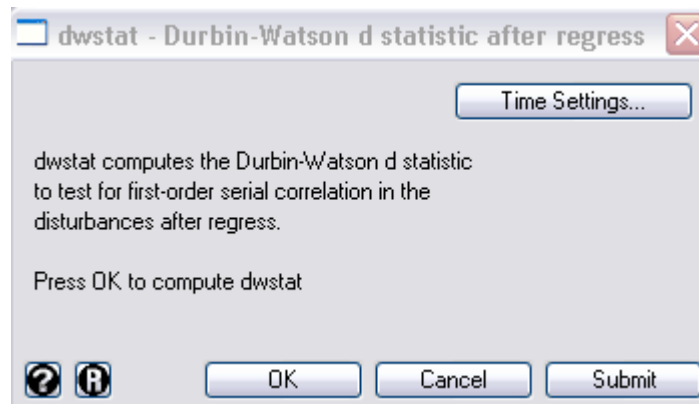 dwstat - Durbin-Watson d statistic after regress
Time Settings...
dwstat computes the Durbin-Watson d statistic
to test for first-order serial correlation in the
disturbances after regress.
Press OK to compute dwstat
? R OK Cancel Submit